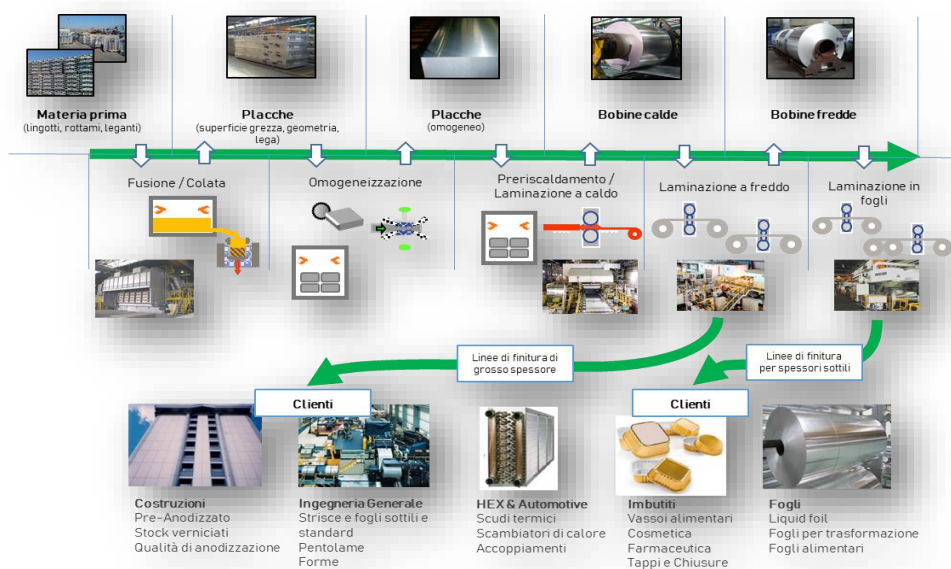 Materia prima
(lingotti, rottami, leganti)
Placche
(superficie grezza, geometria,
lega)
Placche
(omogeneo)
Bobine calde
Bobine fredde
Fusione / Colata
Omogeneizzazione
Preriscaldamento /
Laminazione a caldo
Laminazione a freddo
Laminazione in
fogli
Linee di finitura di
grosso spessore
Linee di finitura
per spessori sottili
Clienti
Clienti
Costruzioni
Pre-Anodizzato
Stock verniciati
Qualità di anodizzazione
Ingegneria Generale
Strisce e fogli sottili e
standard
Pentolame
Forme
HEX & Automotive
Scudi termici
Scambiatori di calore
Accoppiamenti
Imbutiti
Vassoi alimentari
Cosmetica
Farmaceutica
Tappi e Chiusure
Fogli
Liquid foil
Fogli per trasformazione
Fogli alimentari